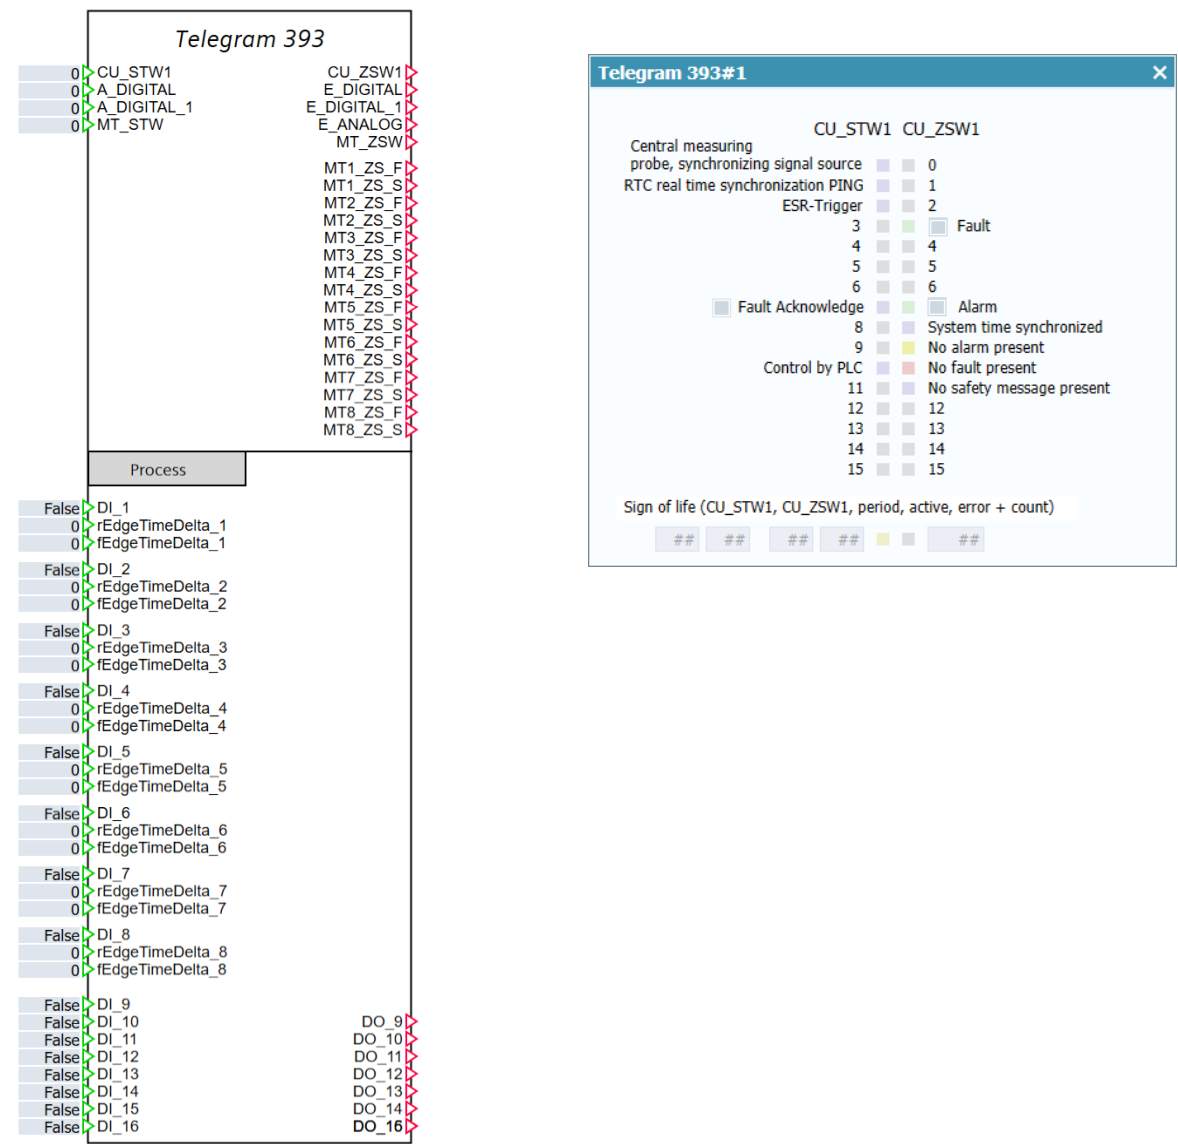 Telegram 393
0 CU_STW1 CU_ZSW1
0 A_DIGITAL E_DIGITAL
0 A_DIGITAL_1 E_DIGITAL_1
0 MT_STW E_ANALOG
MT_ZSW
MT1_ZS_F
MT1_ZS_S
MT2_ZS_F
MT2_ZS_S
MT3_ZS_F
MT3_ZS_S
MT4_ZS_F
MT4_ZS_S
MT5_ZS_F
MT5_ZS_S
MT6_ZS_F
MT6_ZS_S
MT7_ZS_F
MT7_ZS_S
MT8_ZS_F
MT8_ZS_S
Process
False DI_1
0 rEdgeTimeDelta_1
0 fEdgeTimeDelta_1
False DI_2
0 rEdgeTimeDelta_2
0 fEdgeTimeDelta_2
False DI_3
0 rEdgeTimeDelta_3
0 fEdgeTimeDelta_3
False DI_4
0 rEdgeTimeDelta_4
0 fEdgeTimeDelta_4
False DI_5
0 rEdgeTimeDelta_5
0 fEdgeTimeDelta_5
False DI_6
0 rEdgeTimeDelta_6
0 fEdgeTimeDelta_6
False DI_7
0 rEdgeTimeDelta_7
0 fEdgeTimeDelta_7
False DI_8
0 rEdgeTimeDelta_8
0 fEdgeTimeDelta_8
False DI_9
False DI_10 DO_9
False DI_11 DO_10
False DI_12 DO_11
False DI_13 DO_12
False DI_14 DO_13
False DI_15 DO_14
False DI_16 DO_16
Telegram 393#1
CU_STW1 CU_ZSW1
Central measuring
probe, synchronizing signal source 0
RTC real time synchronization PING 1
ESR-Trigger 2
3 Fault
4 4
5 5
6 6
Fault Acknowledge Alarm
8 System time synchronized
9 No alarm present
Control by PLC No fault present
11 No safety message present
12 12
13 13
14 14
15 15
Sign of life (CU_STW1, CU_ZSW1, period, active, error + count)
## ## ## ## ##